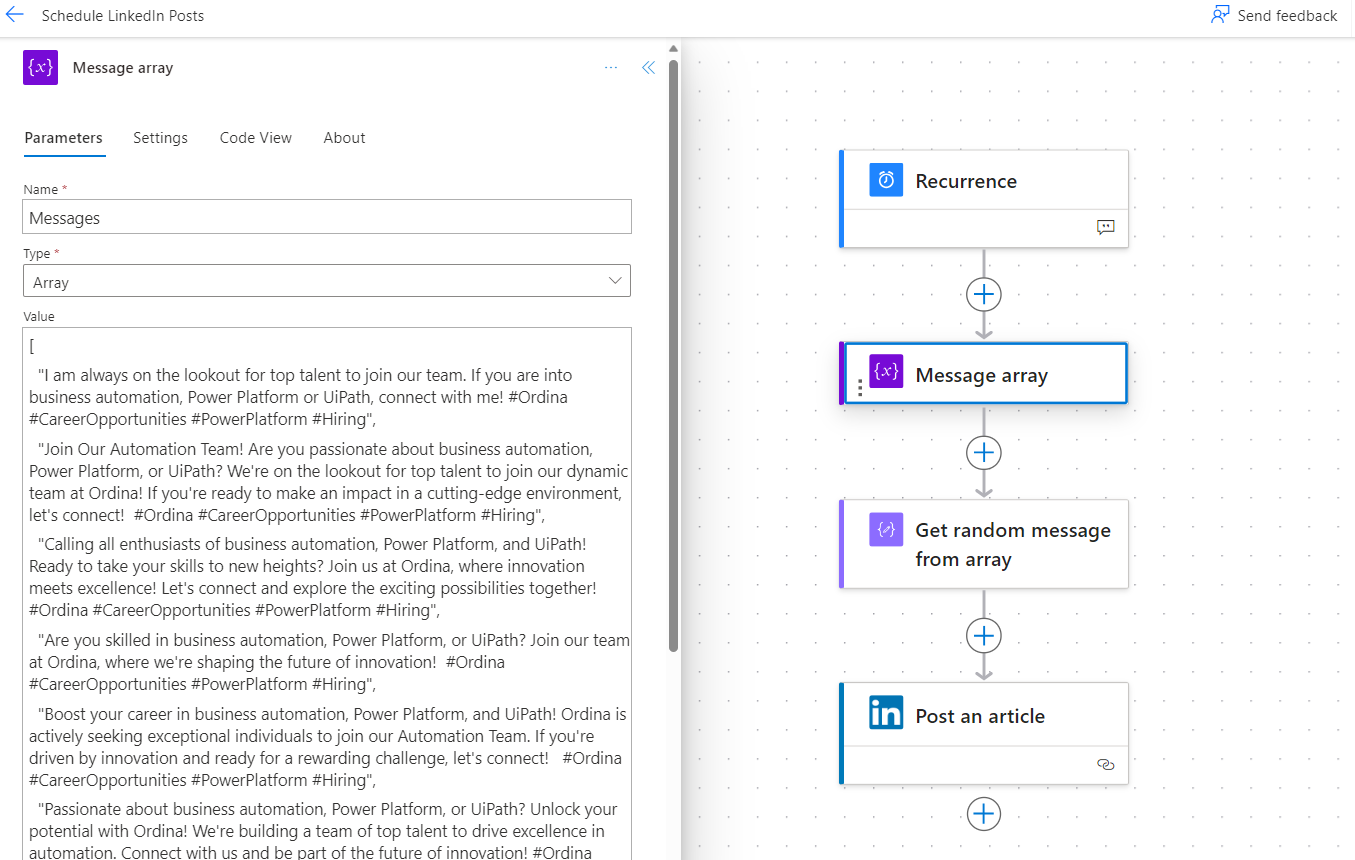 Schedule LinkedIn Posts
Send feedback
{x}
Message array
Parameters
Settings
Code View
About
Name *
Messages
Type *
Array
Value
[
"I am always on the lookout for top talent to join our team. If you are into
business automation, Power Platform or UiPath, connect with me! #Ordina
#CareerOpportunities #PowerPlatform #Hiring",
"Join Our Automation Team! Are you passionate about business automation,
Power Platform, or UiPath? We're on the lookout for top talent to join our dynamic
team at Ordina! If you're ready to make an impact in a cutting-edge environment,
let's connect!  #Ordina #CareerOpportunities #PowerPlatform #Hiring",
"Calling all enthusiasts of business automation, Power Platform, and UiPath!
Ready to take your skills to new heights? Join us at Ordina, where innovation
meets excellence! Let's connect and explore the exciting possibilities together!
#Ordina #CareerOpportunities #PowerPlatform #Hiring",
"Are you skilled in business automation, Power Platform, or UiPath? Join our team
at Ordina, where we're shaping the future of innovation!  #Ordina
#CareerOpportunities #PowerPlatform #Hiring",
"Boost your career in business automation, Power Platform, and UiPath! Ordina is
actively seeking exceptional individuals to join our Automation Team. If you're
driven by innovation and ready for a rewarding challenge, let's connect!   #Ordina
#CareerOpportunities #PowerPlatform #Hiring",
"Passionate about business automation, Power Platform, or UiPath? Unlock your
potential with Ordina! We're building a team of top talent to drive excellence in
automation. Connect with us and be part of the future of innovation! #Ordina
Recurrence
{x}
Message array
Get random message
from array
in
Post an article